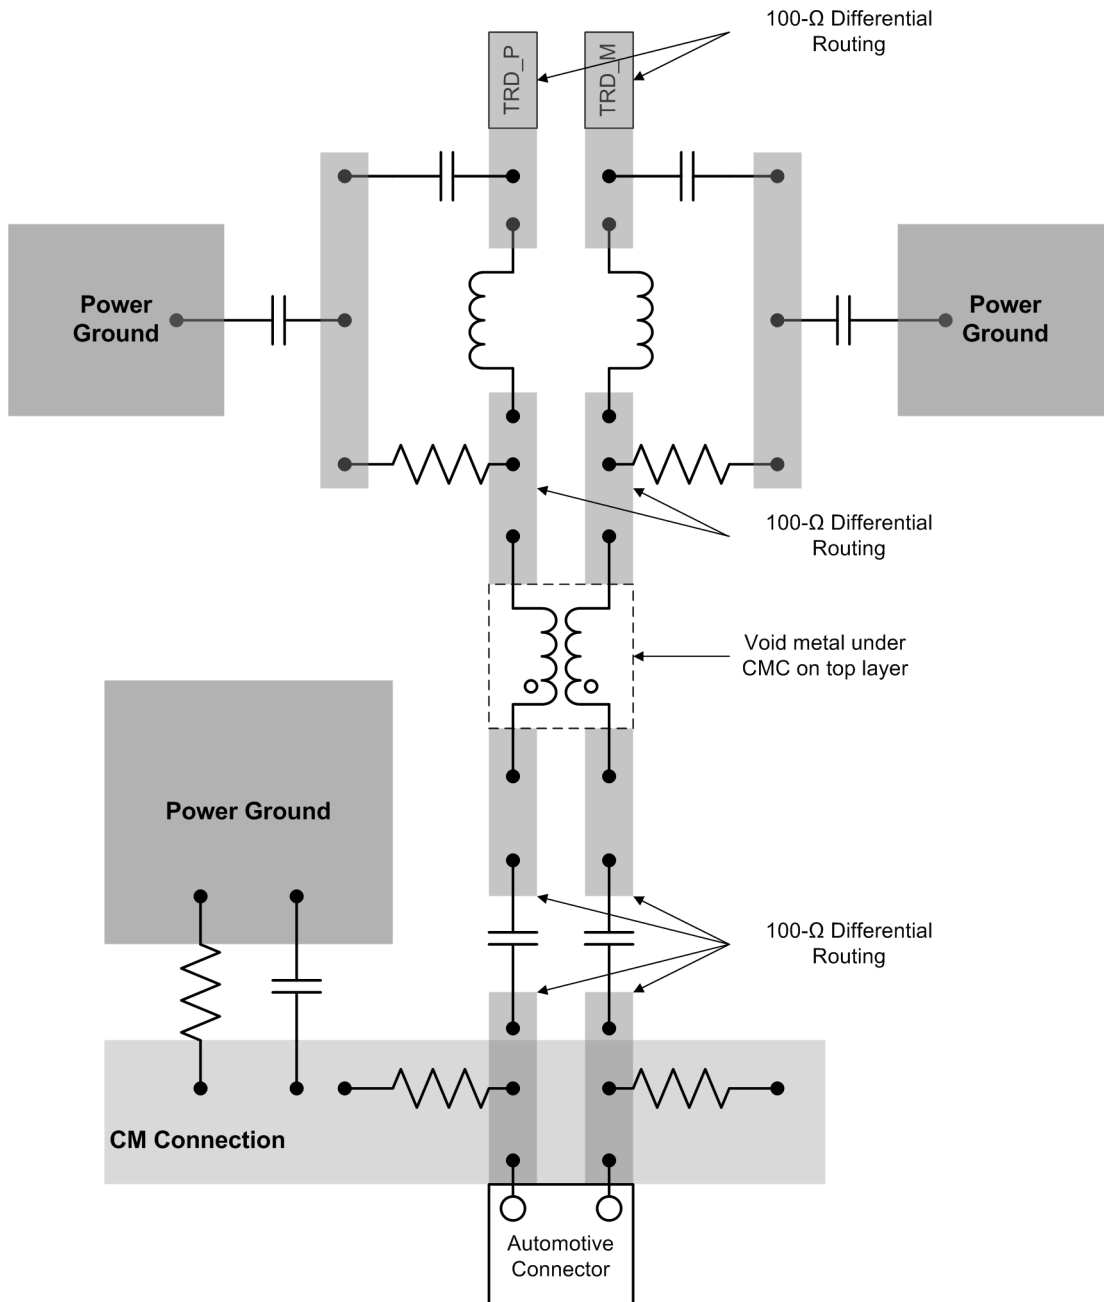 100-Ω Differential
Routing
TRD_P
TRD_M
Power
Ground
Power
Ground
100-Ω Differential
Routing
Void metal under
CMC on top layer
Power Ground
100-Ω Differential
Routing
CM Connection
Automotive
Connector